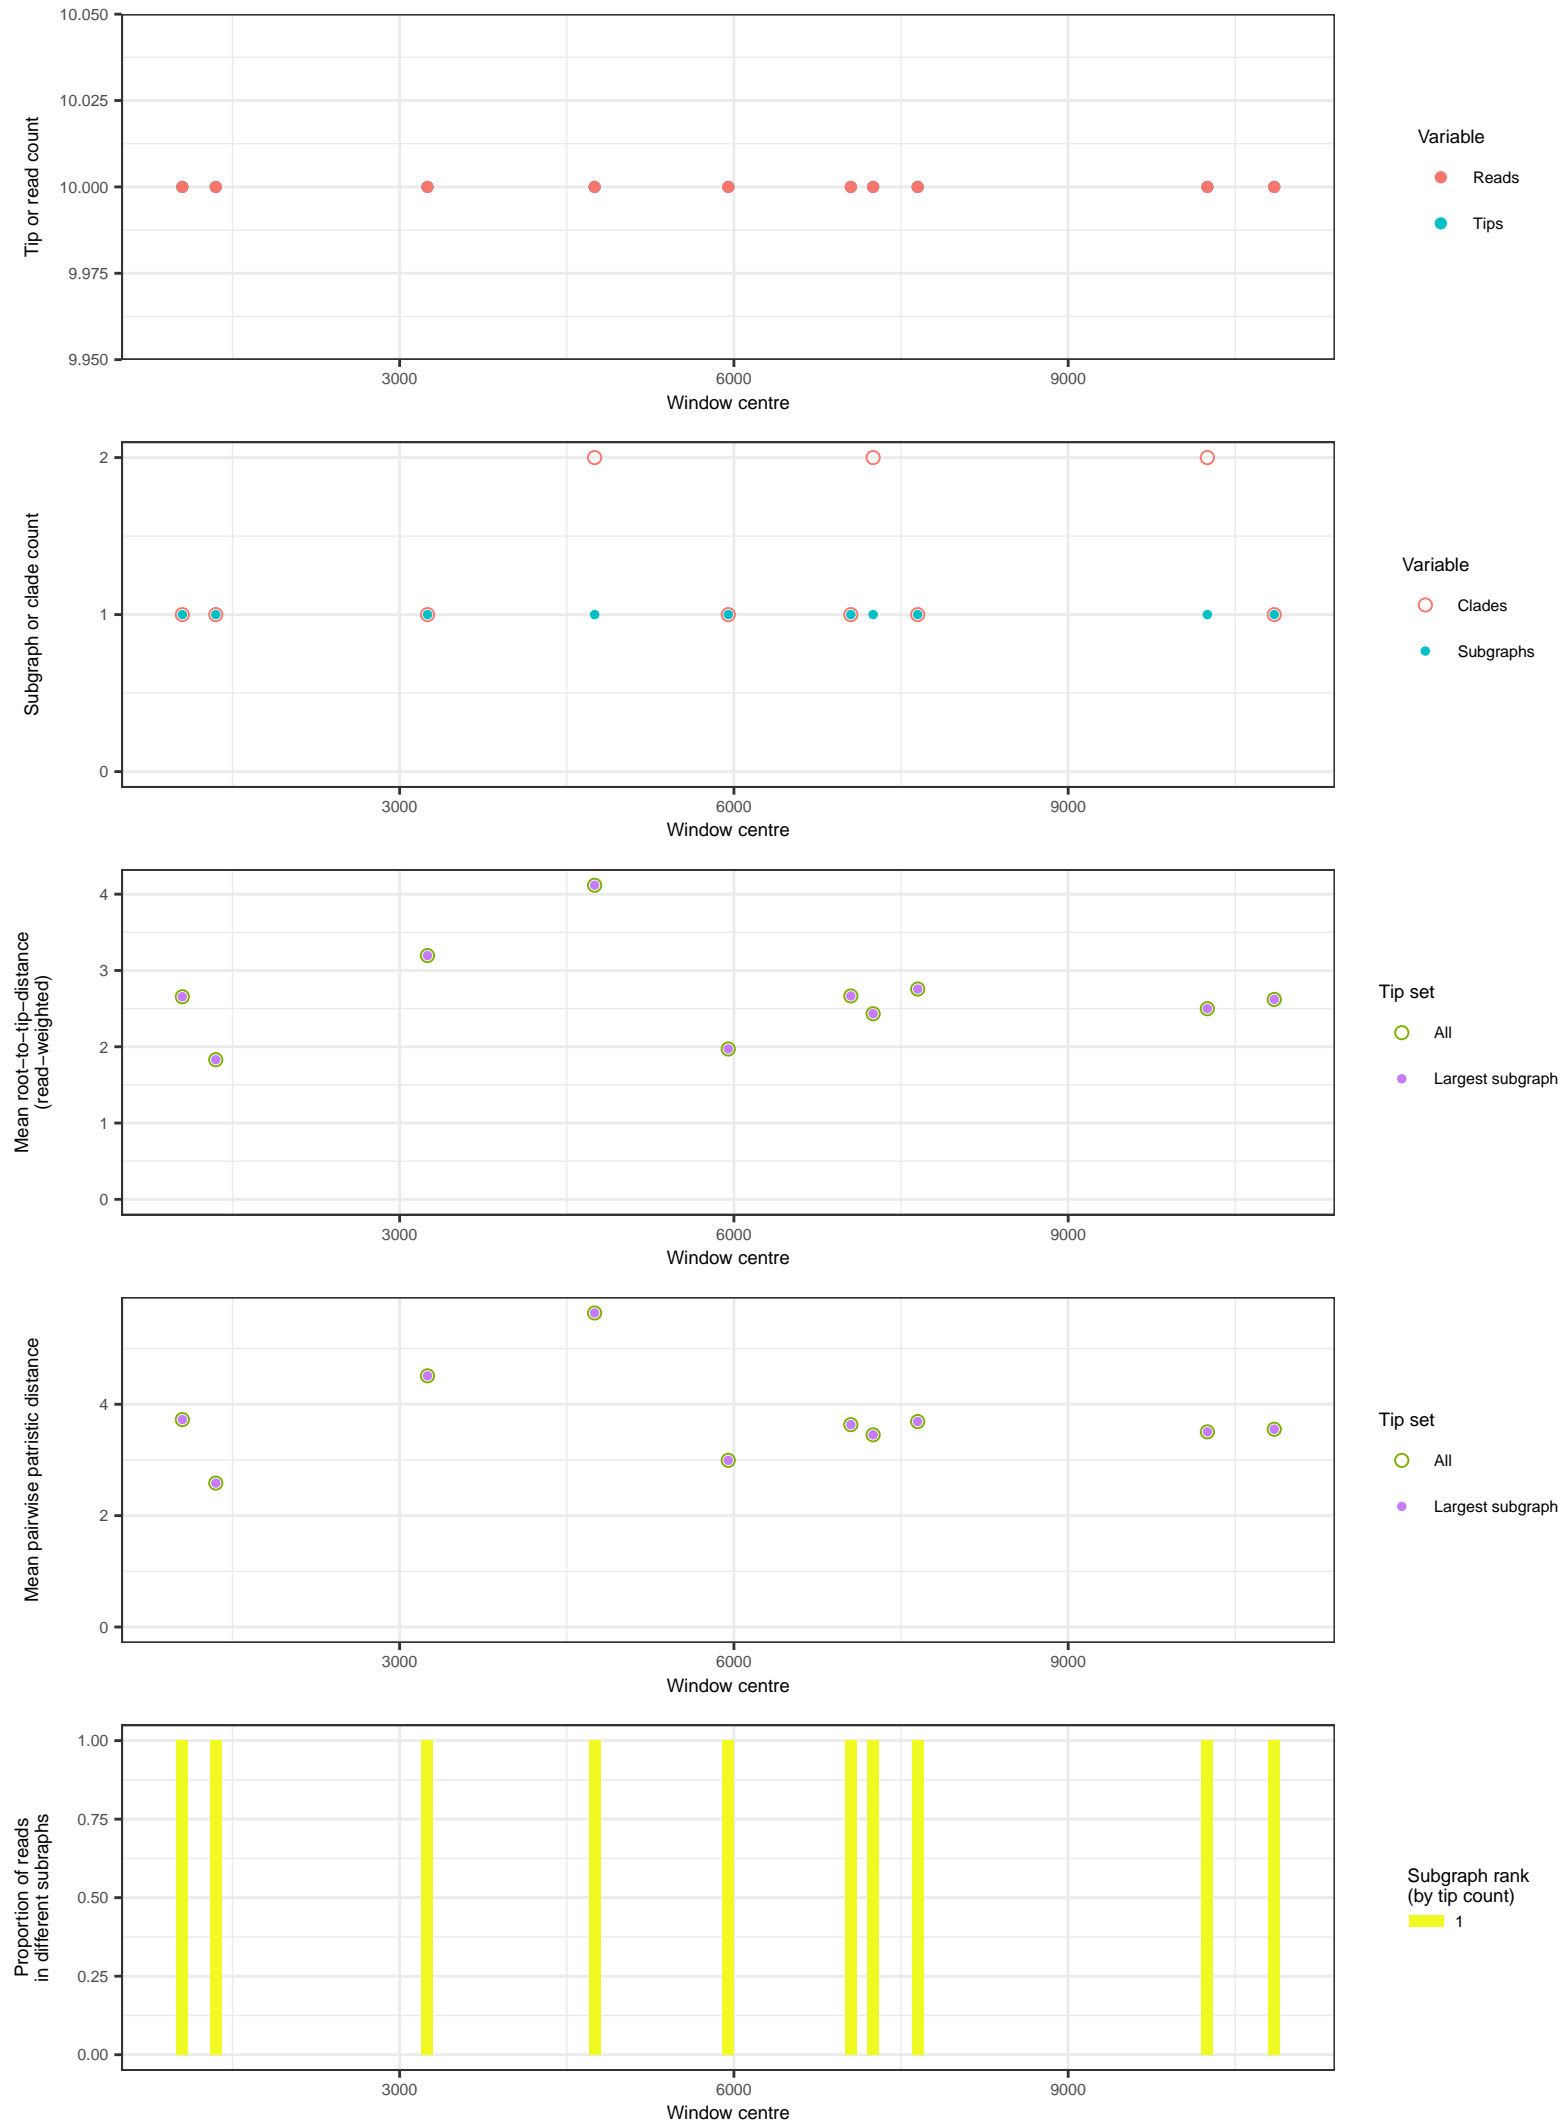 10.050
10.025
10.000
9.975
9.950
Tip or read count
3000 6000 9000
Window centre
Variable
Reads
Tips
2
1
0
Subgraph or clade count
3000 6000 9000
Window centre
Variable
Clades
Subgraphs
4
3
2
1
0
Mean root−to−tip−distance
(read−weighted)
3000 6000 9000
Window centre
Tip set
All
Largest subgraph
4
2
0
Mean pairwise patristic distance
3000 6000 9000
Window centre
Tip set
All
Largest subgraph
1.00
0.75
0.50
0.25
0.00
Proportion of reads
in different subraphs
3000 6000 9000
Window centre
Subgraph rank
(by tip count)
1